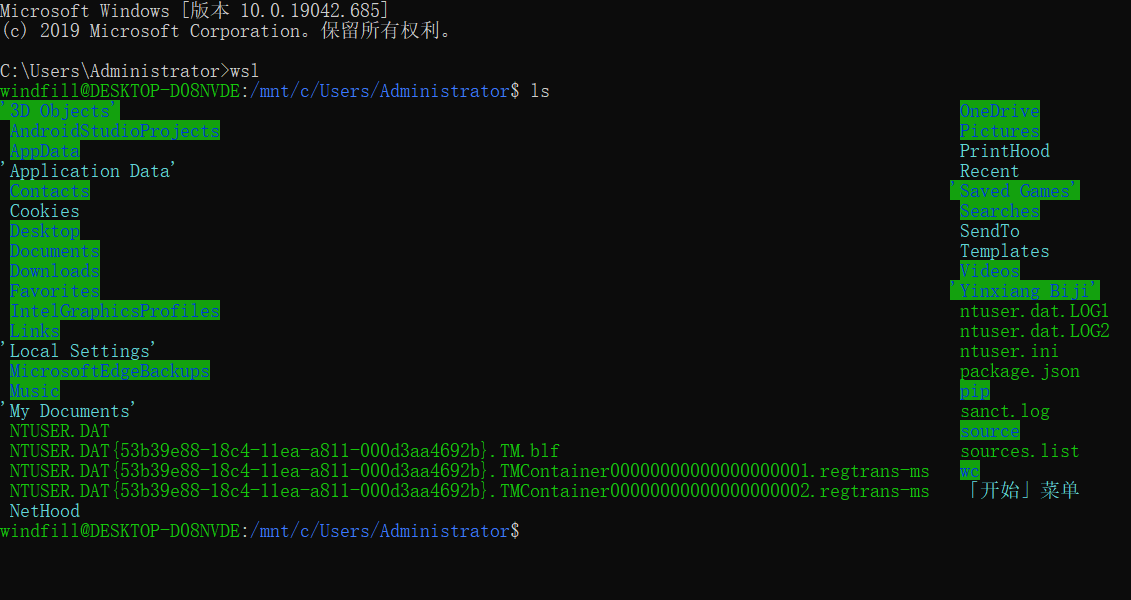 Microsoft Windows [版本 10.0.19042.685]
(c) 2019 Microsoft Corporation。保留所有权利。
C:\Users\Administrator>wsl
windfill@DESKTOP-D08NVDE:/mnt/c/Users/Administrator$ ls
'3D Objects' OneDrive
AndroidStudioProjects Pictures
AppData PrintHood
'Application Data' Recent
Contacts 'Saved Games'
Cookies Searches
Desktop SendTo
Documents Templates
Downloads Videos
Favorites 'Yinxiang Biji'
IntelGraphicsProfiles ntuser.dat.LOG1
Links ntuser.dat.LOG2
'Local Settings' ntuser.ini
MicrosoftEdgeBackups package.json
Music pip
'My Documents' sanct.log
NTUSER.DAT source
NTUSER.DAT{53b39e88-18c4-11ea-a811-000d3aa4692b}.TM.blf sources.list
NTUSER.DAT{53b39e88-18c4-11ea-a811-000d3aa4692b}.TMContainer00000000000000000001.regtrans-ms wc
NTUSER.DAT{53b39e88-18c4-11ea-a811-000d3aa4692b}.TMContainer00000000000000000002.regtrans-ms 「开始」菜单
NetHood
windfill@DESKTOP-D08NVDE:/mnt/c/Users/Administrator$